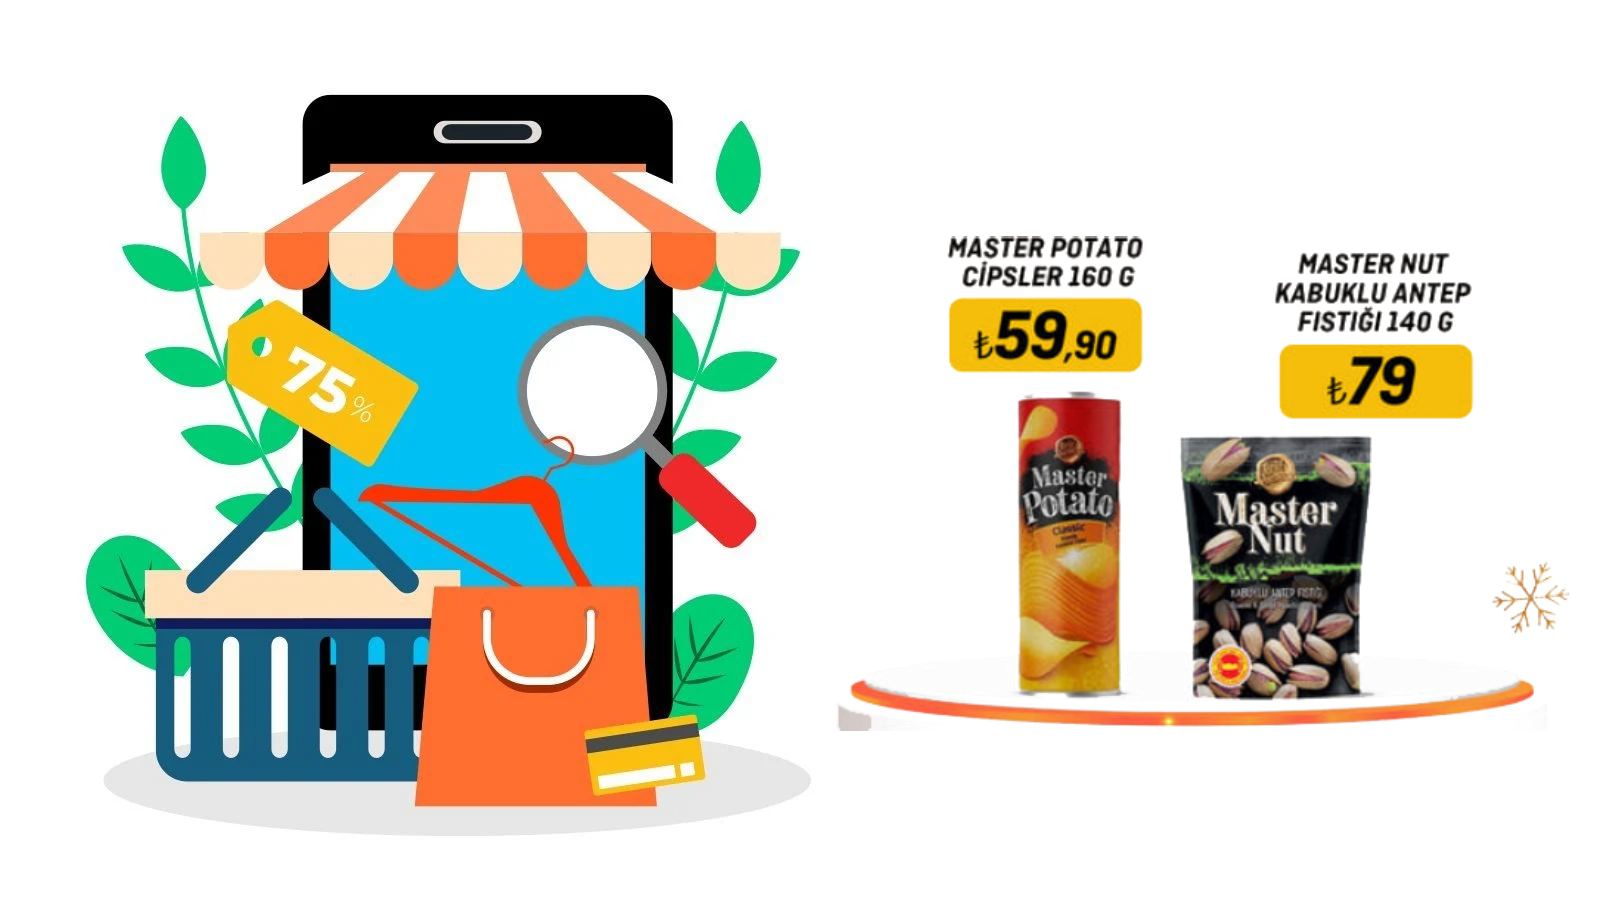 75%
MASTER POTATO
CİPSLER 160 G
₺59,90
MASTER NUT
KABUKLU ANTEP
FISTIĞI 140 G
₺79
Master
Potato
Classic
Master
Nut
KABUKLU ANTEP FISTIĞI